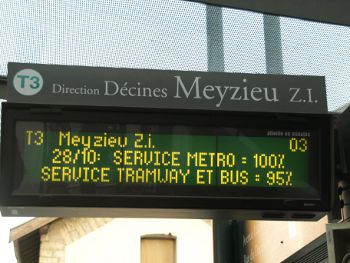 T3 Direction Décines Meyzieu Z.I.
T3 Meyzieu Z.i. 03
28/10: SERVICE METRO = 100%
SERVICE TRAMWAY ET BUS = 95%